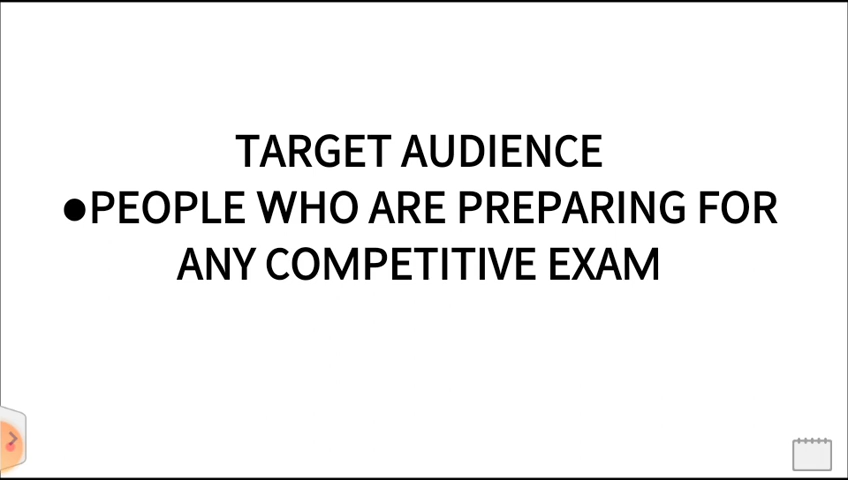 TARGET AUDIENCE
●PEOPLE WHO ARE PREPARING FOR
ANY COMPETITIVE EXAM